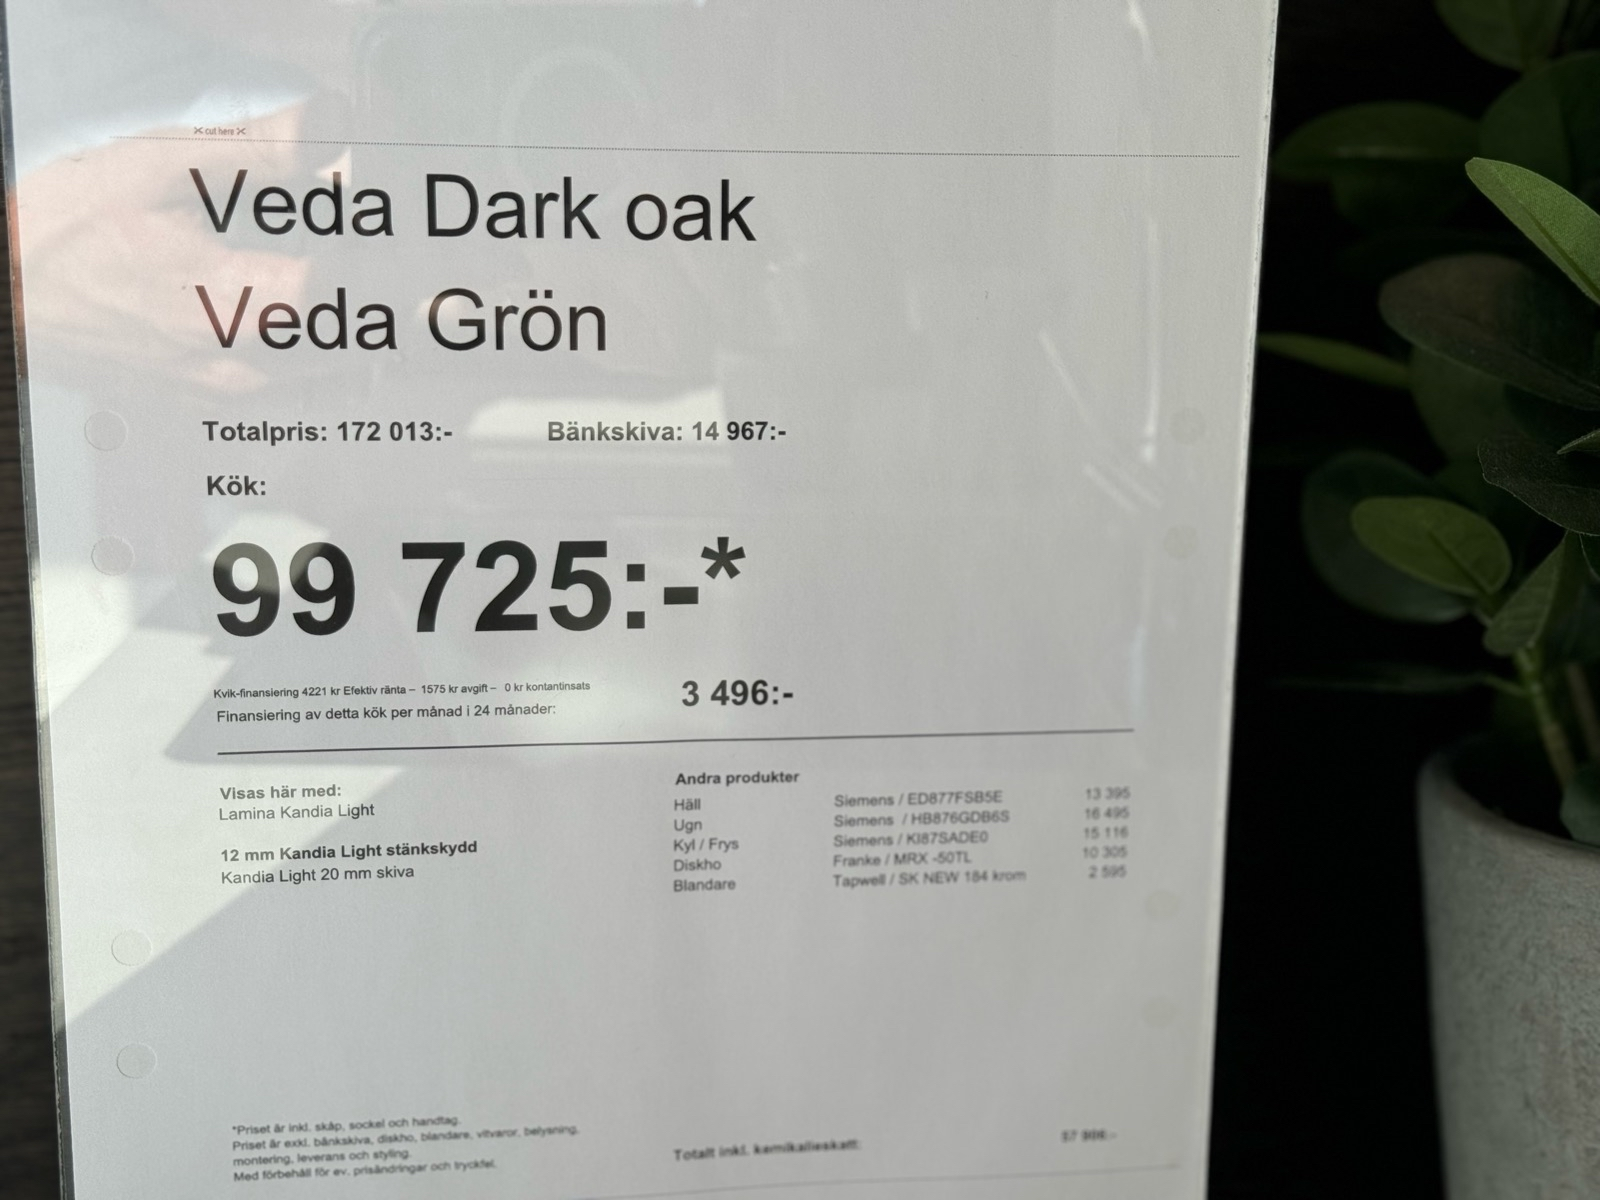 ✂ cut here ✂
Veda Dark oak
Veda Grön
Totalpris: 172 013:- Bänkskiva: 14 967:-
Kök:
99 725:-*
Kvik-finansiering 4221 kr Efektiv ränta – 1575 kr avgift – 0 kr kontantinsats
Finansiering av detta kök per månad i 24 månader: 3 496:-
Visas här med:
Lamina Kandia Light
12 mm Kandia Light stänkskydd
Kandia Light 20 mm skiva
Andra produkter
Häll Siemens / ED877FSB5E 13 395
Ugn Siemens / HB876GDB6S 16 495
Kyl / Frys Siemens / KI87SADE0 15 116
Diskho Franke / MRX -50TL 10 305
Blandare Tapwell / SK NEW 184 krom 2 595
*Priset är inkl. skåp, sockel och handtag.
Priset är exkl. bänkskiva, diskho, blandare, vitvaror, belysning,
montering, leverans och styling.
Med förbehåll för ev. prisändringar och tryckfel.
Totalt inkl. kemikalieskatt: